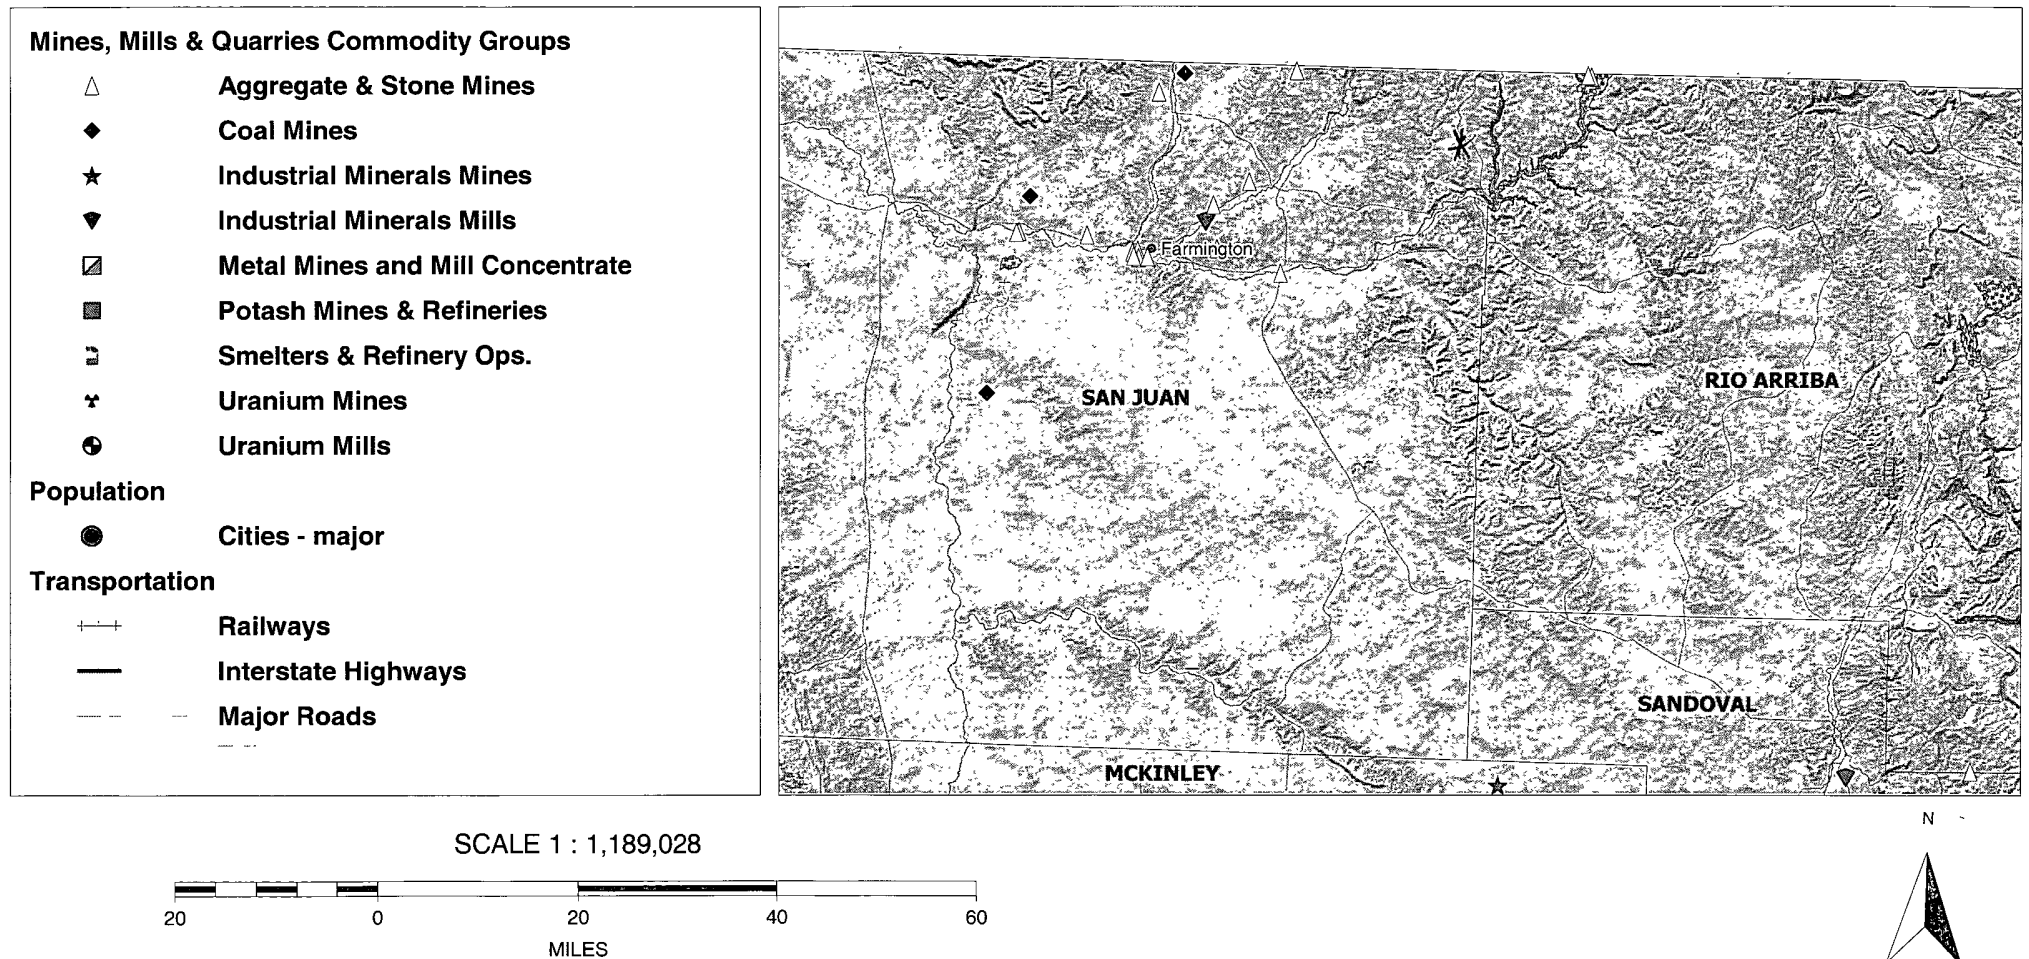 Mines, Mills & Quarries Commodity Groups
Aggregate & Stone Mines
Coal Mines
Industrial Minerals Mines
Industrial Minerals Mills
Metal Mines and Mill Concentrate
Potash Mines & Refineries
Smelters & Refinery Ops.
Uranium Mines
Uranium Mills
Population
Cities - major
Transportation
Railways
Interstate Highways
Major Roads
Farmington
SAN JUAN
RIO ARRIBA
SANDOVAL
MCKINLEY
SCALE 1 : 1,189,028
20 0 20 40 60
MILES
N